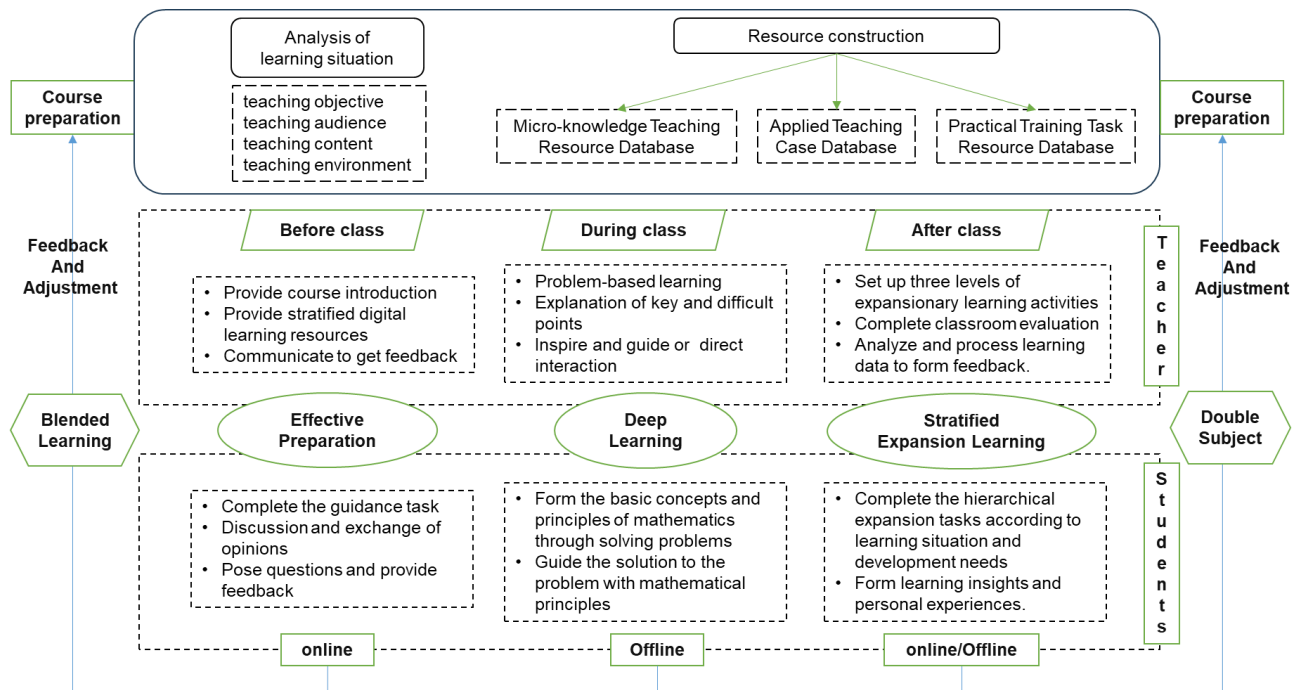 Analysis of
learning situation
Resource construction
Course
preparation
teaching objective
teaching audience
teaching content
teaching environment
Micro-knowledge Teaching
Resource Database
Applied Teaching
Case Database
Practical Training Task
Resource Database
Course
preparation
Before class
During class
After class
Feedback
And
Adjustment
Provide course introduction
Provide stratified digital
learning resources
Communicate to get feedback
Problem-based learning
Explanation of key and difficult
points
Inspire and guide or direct
interaction
Set up three levels of
expansionary learning activities
Complete classroom evaluation
Analyze and process learning
data to form feedback.
Teacher
Feedback
And
Adjustment
Blended
Learning
Effective
Preparation
Deep
Learning
Stratified
Expansion Learning
Double
Subject
Complete the guidance task
Discussion and exchange of
opinions
Pose questions and provide
feedback
Form the basic concepts and
principles of mathematics
through solving problems
Guide the solution to the
problem with mathematical
principles
Complete the hierarchical
expansion tasks according to
learning situation and
development needs
Form learning insights and
personal experiences.
Students
online
Offline
online/Offline